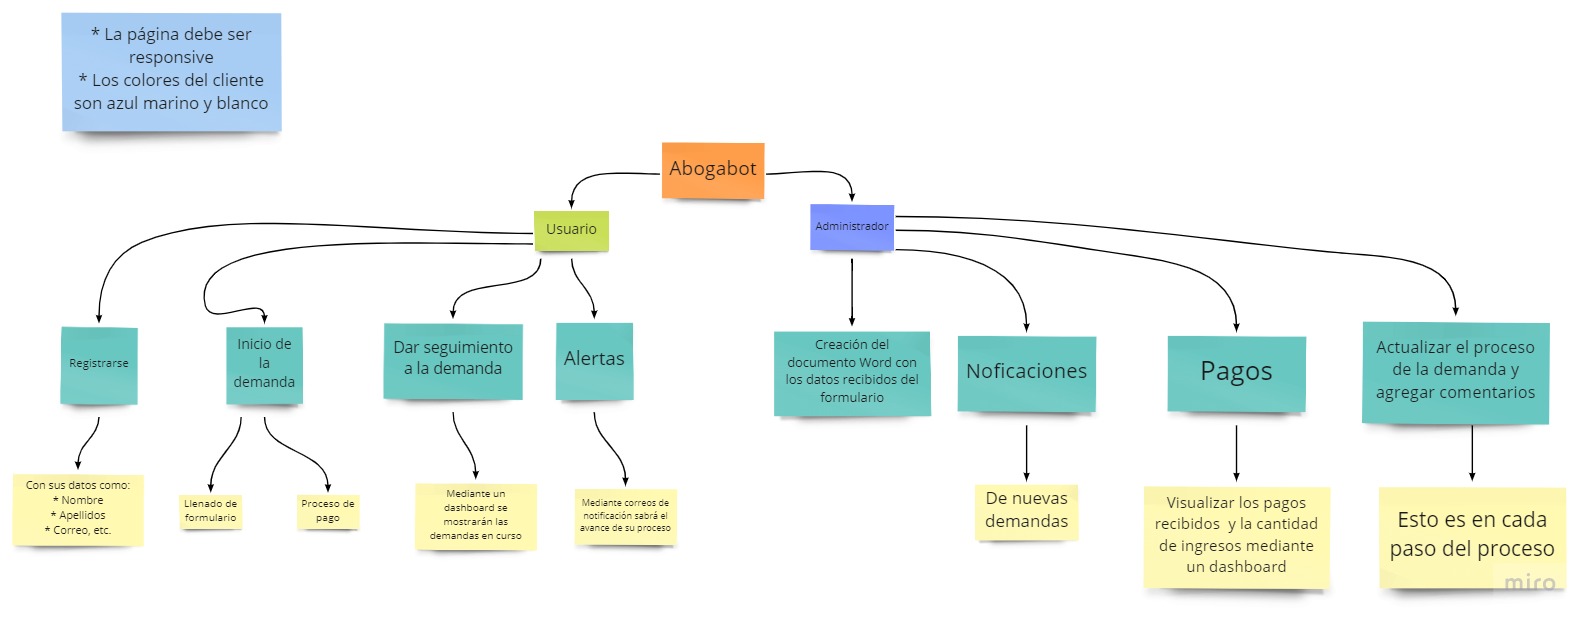 * La página debe ser
responsive
* Los colores del cliente
son azul marino y blanco
Abogabot
Usuario
Administrador
Registrarse
Inicio de
la
demanda
Dar seguimiento
a la demanda
Alertas
Creación del
documento Word con
los datos recibidos del
formulario
Noficaciones
Pagos
Actualizar el proceso
de la demanda y
agregar comentarios
Con sus datos como:
* Nombre
* Apellidos
* Correo, etc.
Llenado de
formulario
Proceso de
pago
Mediante un
dashboard se
mostrarán las
demandas en curso
Mediante correos de
notificación sabrá el
avance de su proceso
De nuevas
demandas
Visualizar los pagos
recibidos y la cantidad
de ingresos mediante
un dashboard
Esto es en cada
paso del proceso
miro